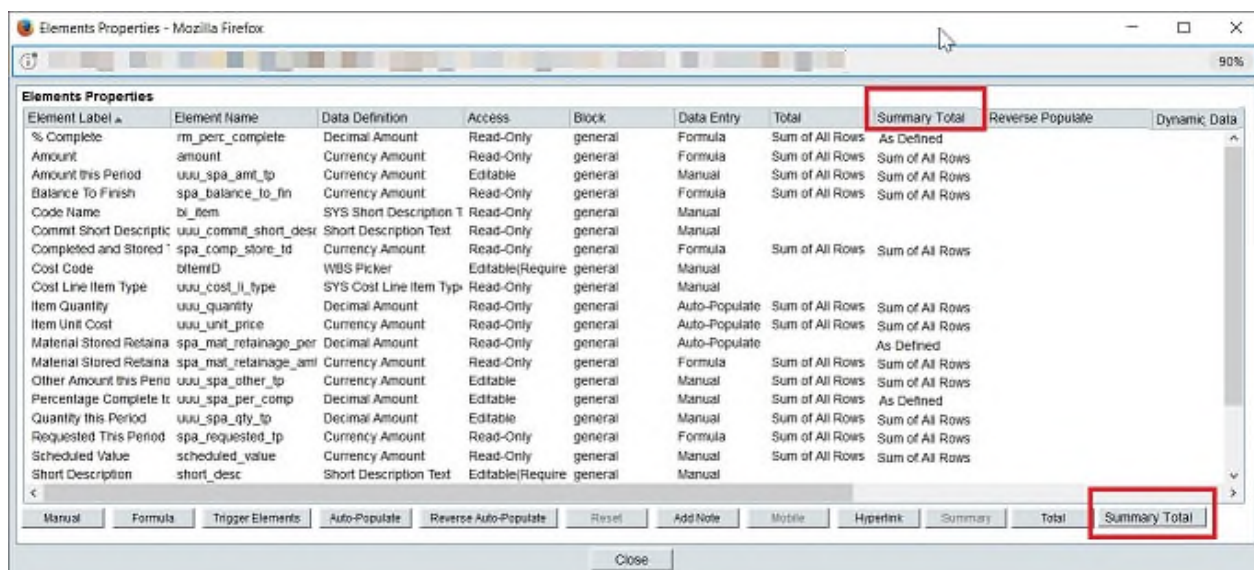 Elements Properties - Mozilla Firefox
90%
Elements Properties
Element Label Element Name Data Definition Access Block Data Entry Total Summary Total Reverse Populate Dynamic Data
% Complete rm_perc_complete Decimal Amount Read-Only general Formula Sum of All Rows As Defined
Amount amount Currency Amount Read-Only general Formula Sum of All Rows Sum of All Rows
Amount this Period uuu_spa_amt_tp Currency Amount Editable general Manual Sum of All Rows Sum of All Rows
Balance To Finish spa_balance_to_fin Currency Amount Read-Only general Formula Sum of All Rows Sum of All Rows
Code Name bi_item SYS Short Description T Read-Only general Manual
Commit Short Descriptic uuu_commit_short_desc Short Description Text Read-Only general Manual
Completed and Stored spa_comp_store_td Currency Amount Read-Only general Formula Sum of All Rows Sum of All Rows
Cost Code bItemID WBS Picker Editable(Require general Manual
Cost Line Item Type uuu_cost_li_type SYS Cost Line Item Typ Read-Only general Manual
Item Quantity uuu_quantity Decimal Amount Read-Only general Auto-Populate Sum of All Rows Sum of All Rows
Item Unit Cost uuu_unit_price Currency Amount Read-Only general Auto-Populate Sum of All Rows Sum of All Rows
Material Stored Retaina spa_mat_retainage_per Decimal Amount Read-Only general Auto-Populate As Defined
Material Stored Retaina spa_mat_retainage_amt Currency Amount Read-Only general Formula Sum of All Rows Sum of All Rows
Other Amount this Perio uuu_spa_other_tp Currency Amount Editable general Manual Sum of All Rows Sum of All Rows
Percentage Complete to uuu_spa_per_comp Decimal Amount Editable general Manual Sum of All Rows As Defined
Quantity this Period uuu_spa_qty_tp Decimal Amount Editable general Manual Sum of All Rows Sum of All Rows
Requested This Period spa_requested_tp Currency Amount Read-Only general Formula Sum of All Rows Sum of All Rows
Scheduled Value scheduled_value Currency Amount Read-Only general Manual Sum of All Rows Sum of All Rows
Short Description short_desc Short Description Text Editable(Require general Manual
Manual Formula Trigger Elements Auto-Populate Reverse Auto-Populate Reset Add Note Mobile Hyperlink Summary Total Summary Total
Close